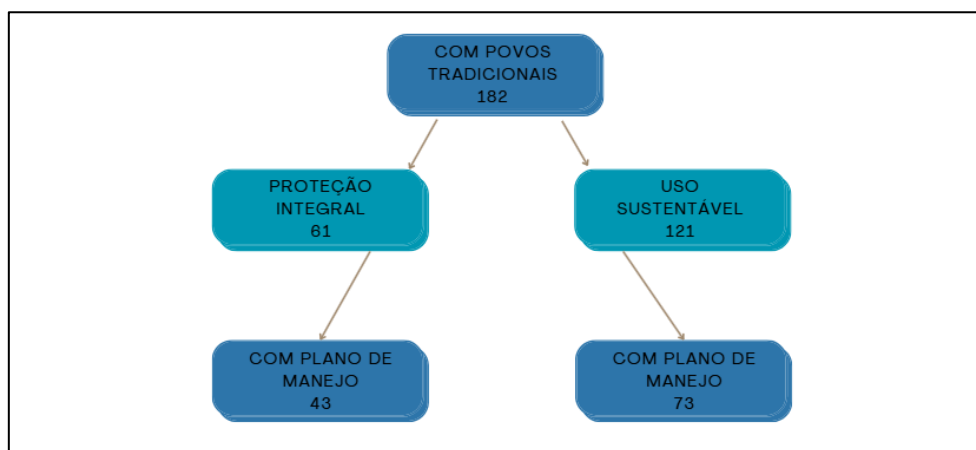 COM POVOS
TRADICIONAIS
182
PROTEÇÃO
INTEGRAL
61
USO
SUSTENTÁVEL
121
COM PLANO DE
MANEJO
43
COM PLANO DE
MANEJO
73